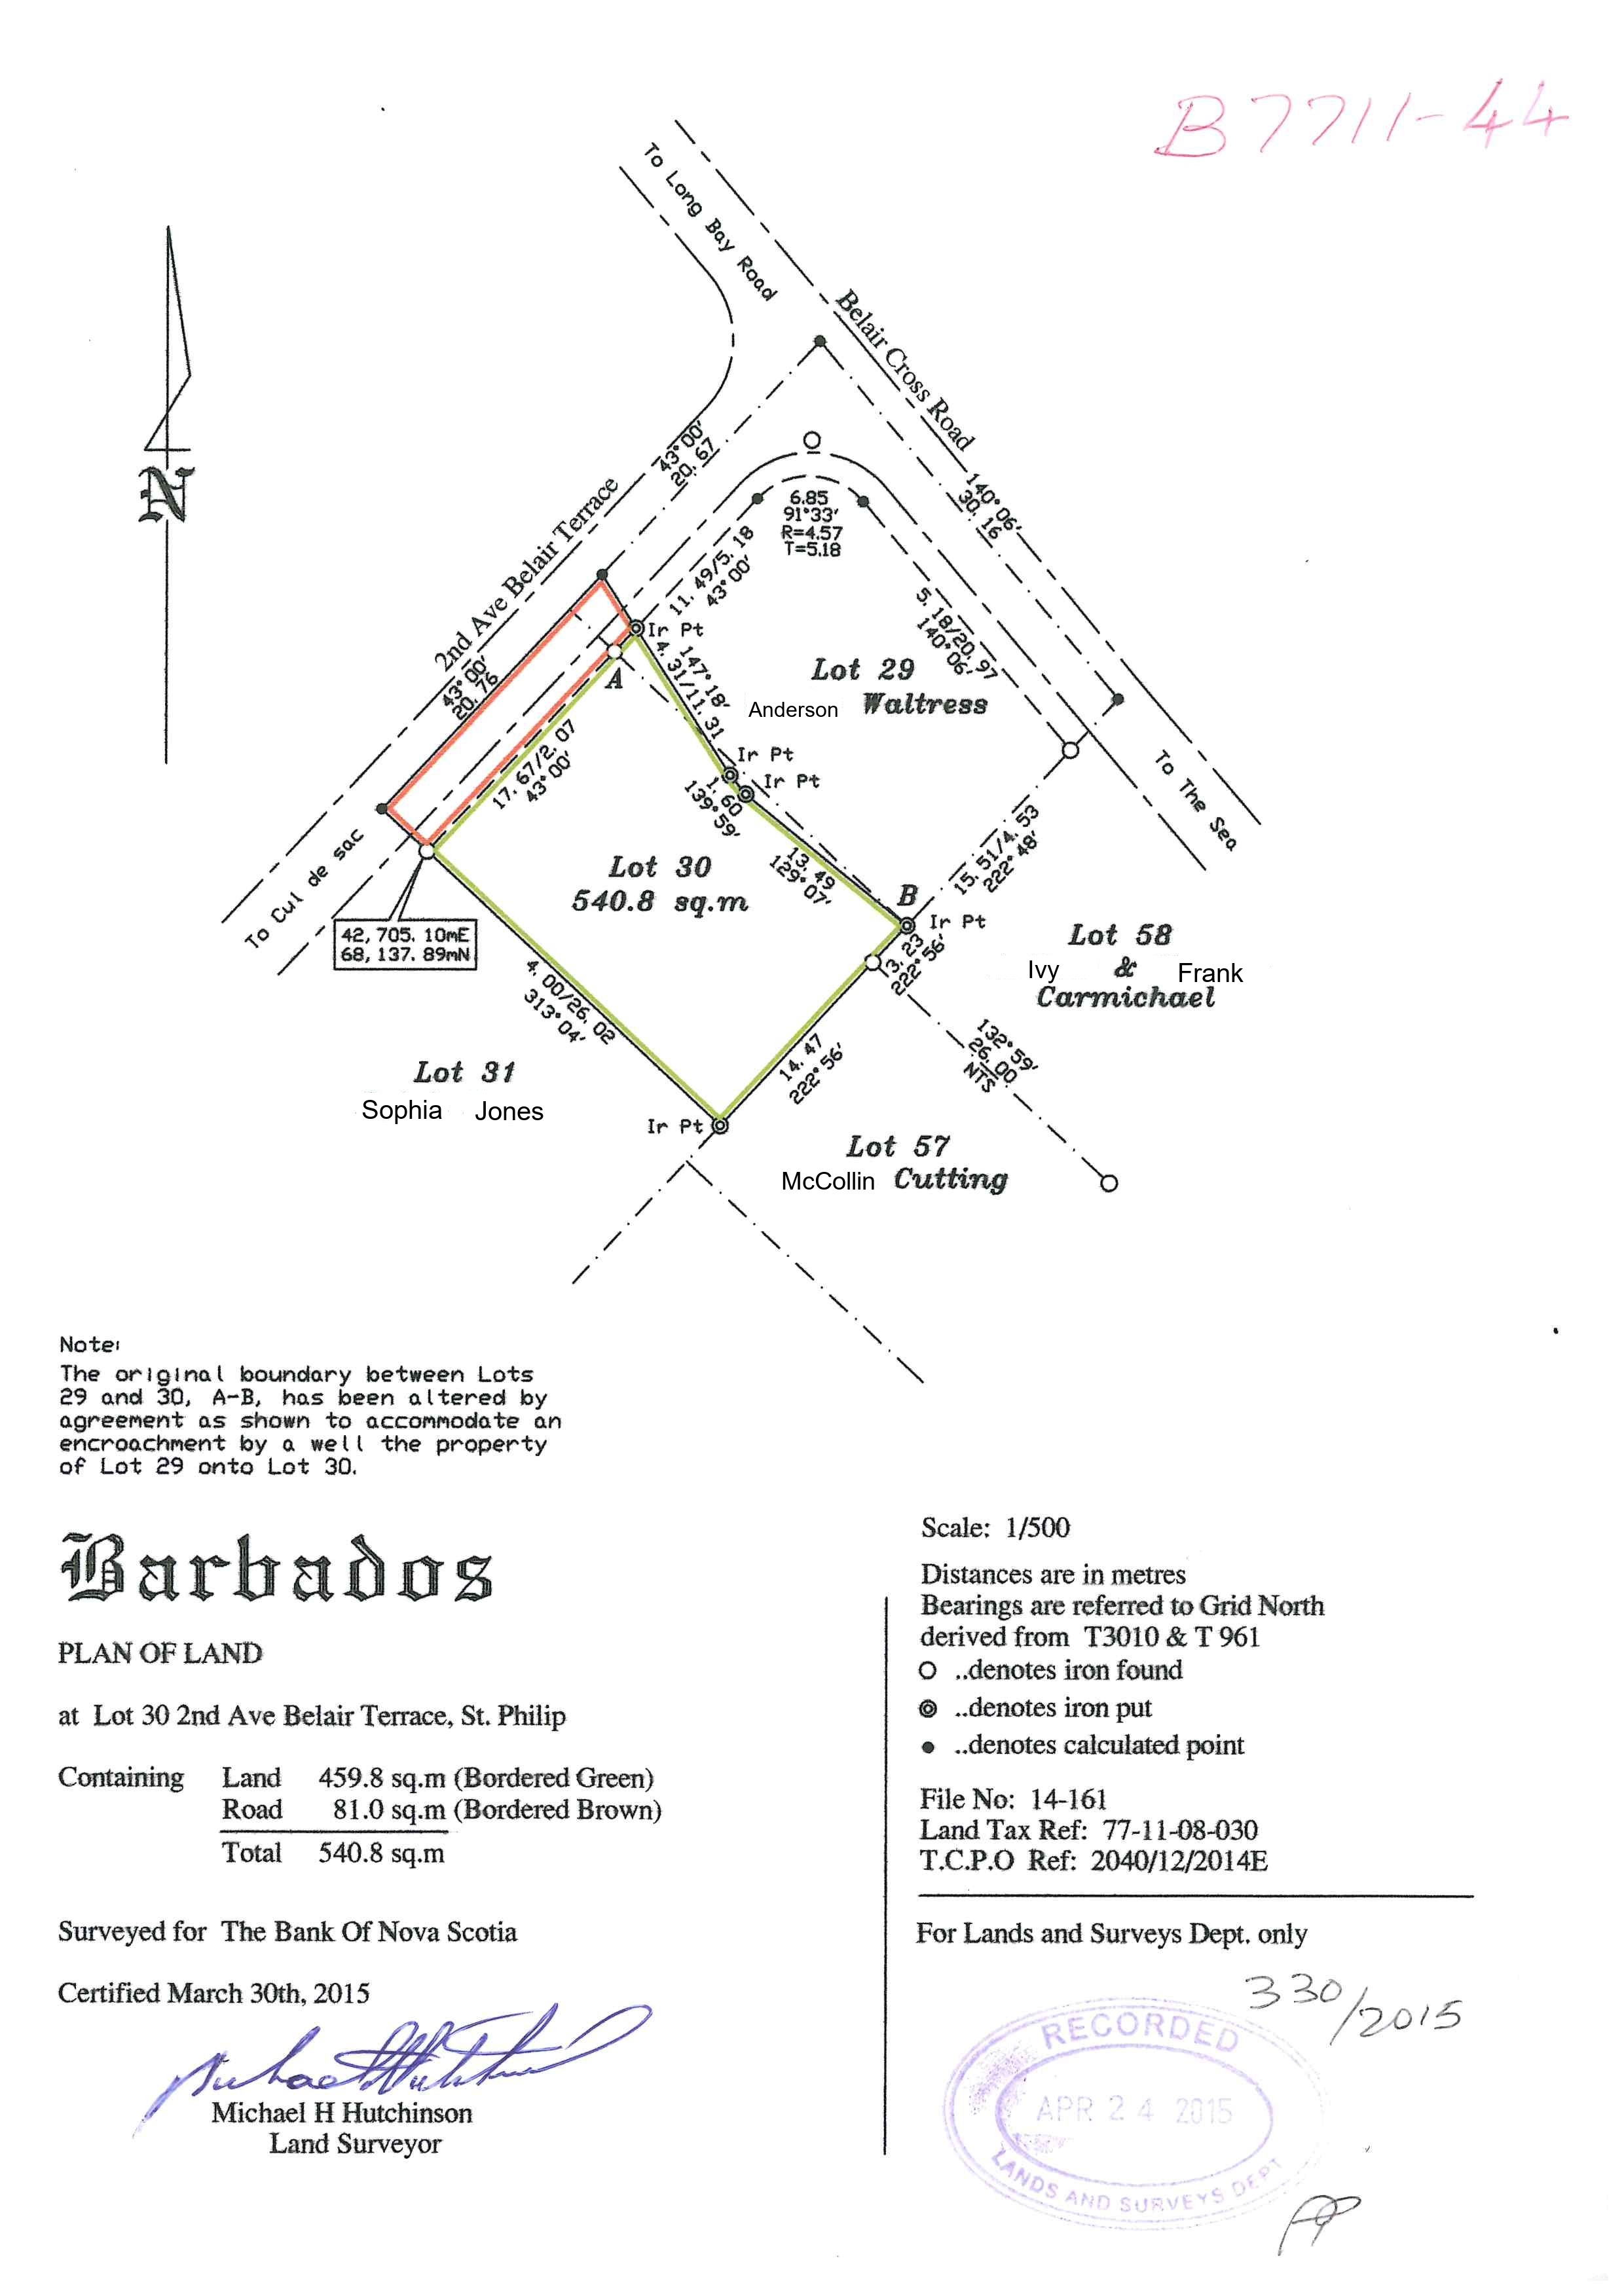 B7711-44
To Long Bay Road
Belair Cross Road
43°00'
20.67
140°06'
30.16
6.85
91°33'
R=4.57
T=5.18
2nd Ave Belair Terrace
11.49/5.18
43°00'
5.18/20.97
140°06'
43°00'
20.76
Ir Pt
A
147°18'
4.31/11.31
Lot 29
Anderson Waltress
Ir Pt
Ir Pt
1.60
139°59'
To The Sea
17.67/2.07
43°00'
Lot 30
540.8 sq.m
13.49
129°07'
15.51/4.53
222°48'
B
Ir Pt
To Cul de sac
42,705.10mE
68,137.89mN
3.23
222°56'
Lot 58
Ivy & Frank
Carmichael
4.00/26.02
313°04'
132°59'
26.00
NTS
14.47
222°56'
Lot 31
Sophia Jones
Ir Pt
Lot 57
McCollin Cutting
N
Note:
The original boundary between Lots
29 and 30, A-B, has been altered by
agreement as shown to accommodate an
encroachment by a well the property
of Lot 29 onto Lot 30.
Barbados
PLAN OF LAND
at Lot 30 2nd Ave Belair Terrace, St. Philip
Containing Land 459.8 sq.m (Bordered Green)
Road 81.0 sq.m (Bordered Brown)
Total 540.8 sq.m
Surveyed for The Bank Of Nova Scotia
Certified March 30th, 2015
Michael H Hutchinson
Land Surveyor
Scale: 1/500
Distances are in metres
Bearings are referred to Grid North
derived from T3010 & T 961
..denotes iron found
..denotes iron put
..denotes calculated point
File No: 14-161
Land Tax Ref: 77-11-08-030
T.C.P.O Ref: 2040/12/2014E
For Lands and Surveys Dept. only
330/2015
RECORDED
APR 24 2015
LANDS AND SURVEYS DEPT